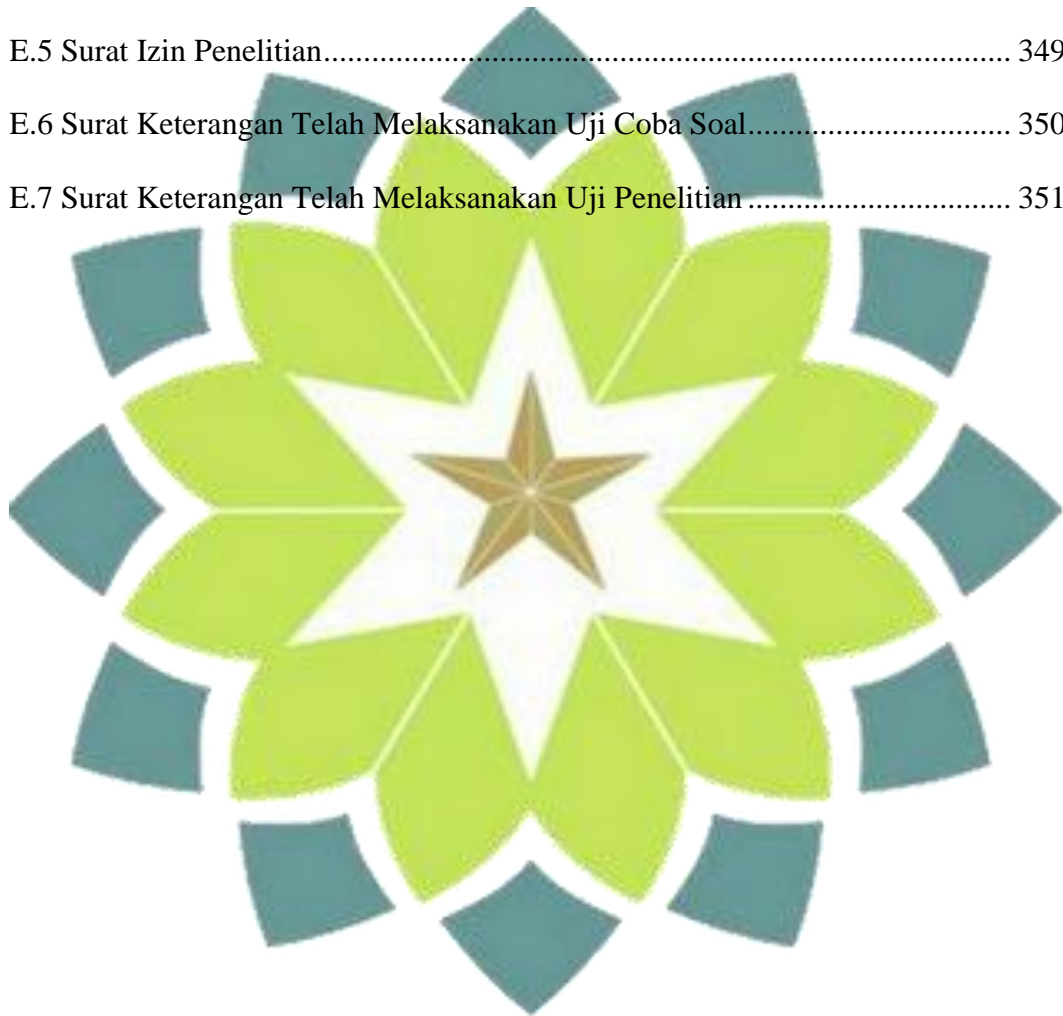 E.5 Surat Izin Penelitian.................................................................................... 349
E.6 Surat Keterangan Telah Melaksanakan Uji Coba Soal................................ 350
E.7 Surat Keterangan Telah Melaksanakan Uji Penelitian ................................ 351